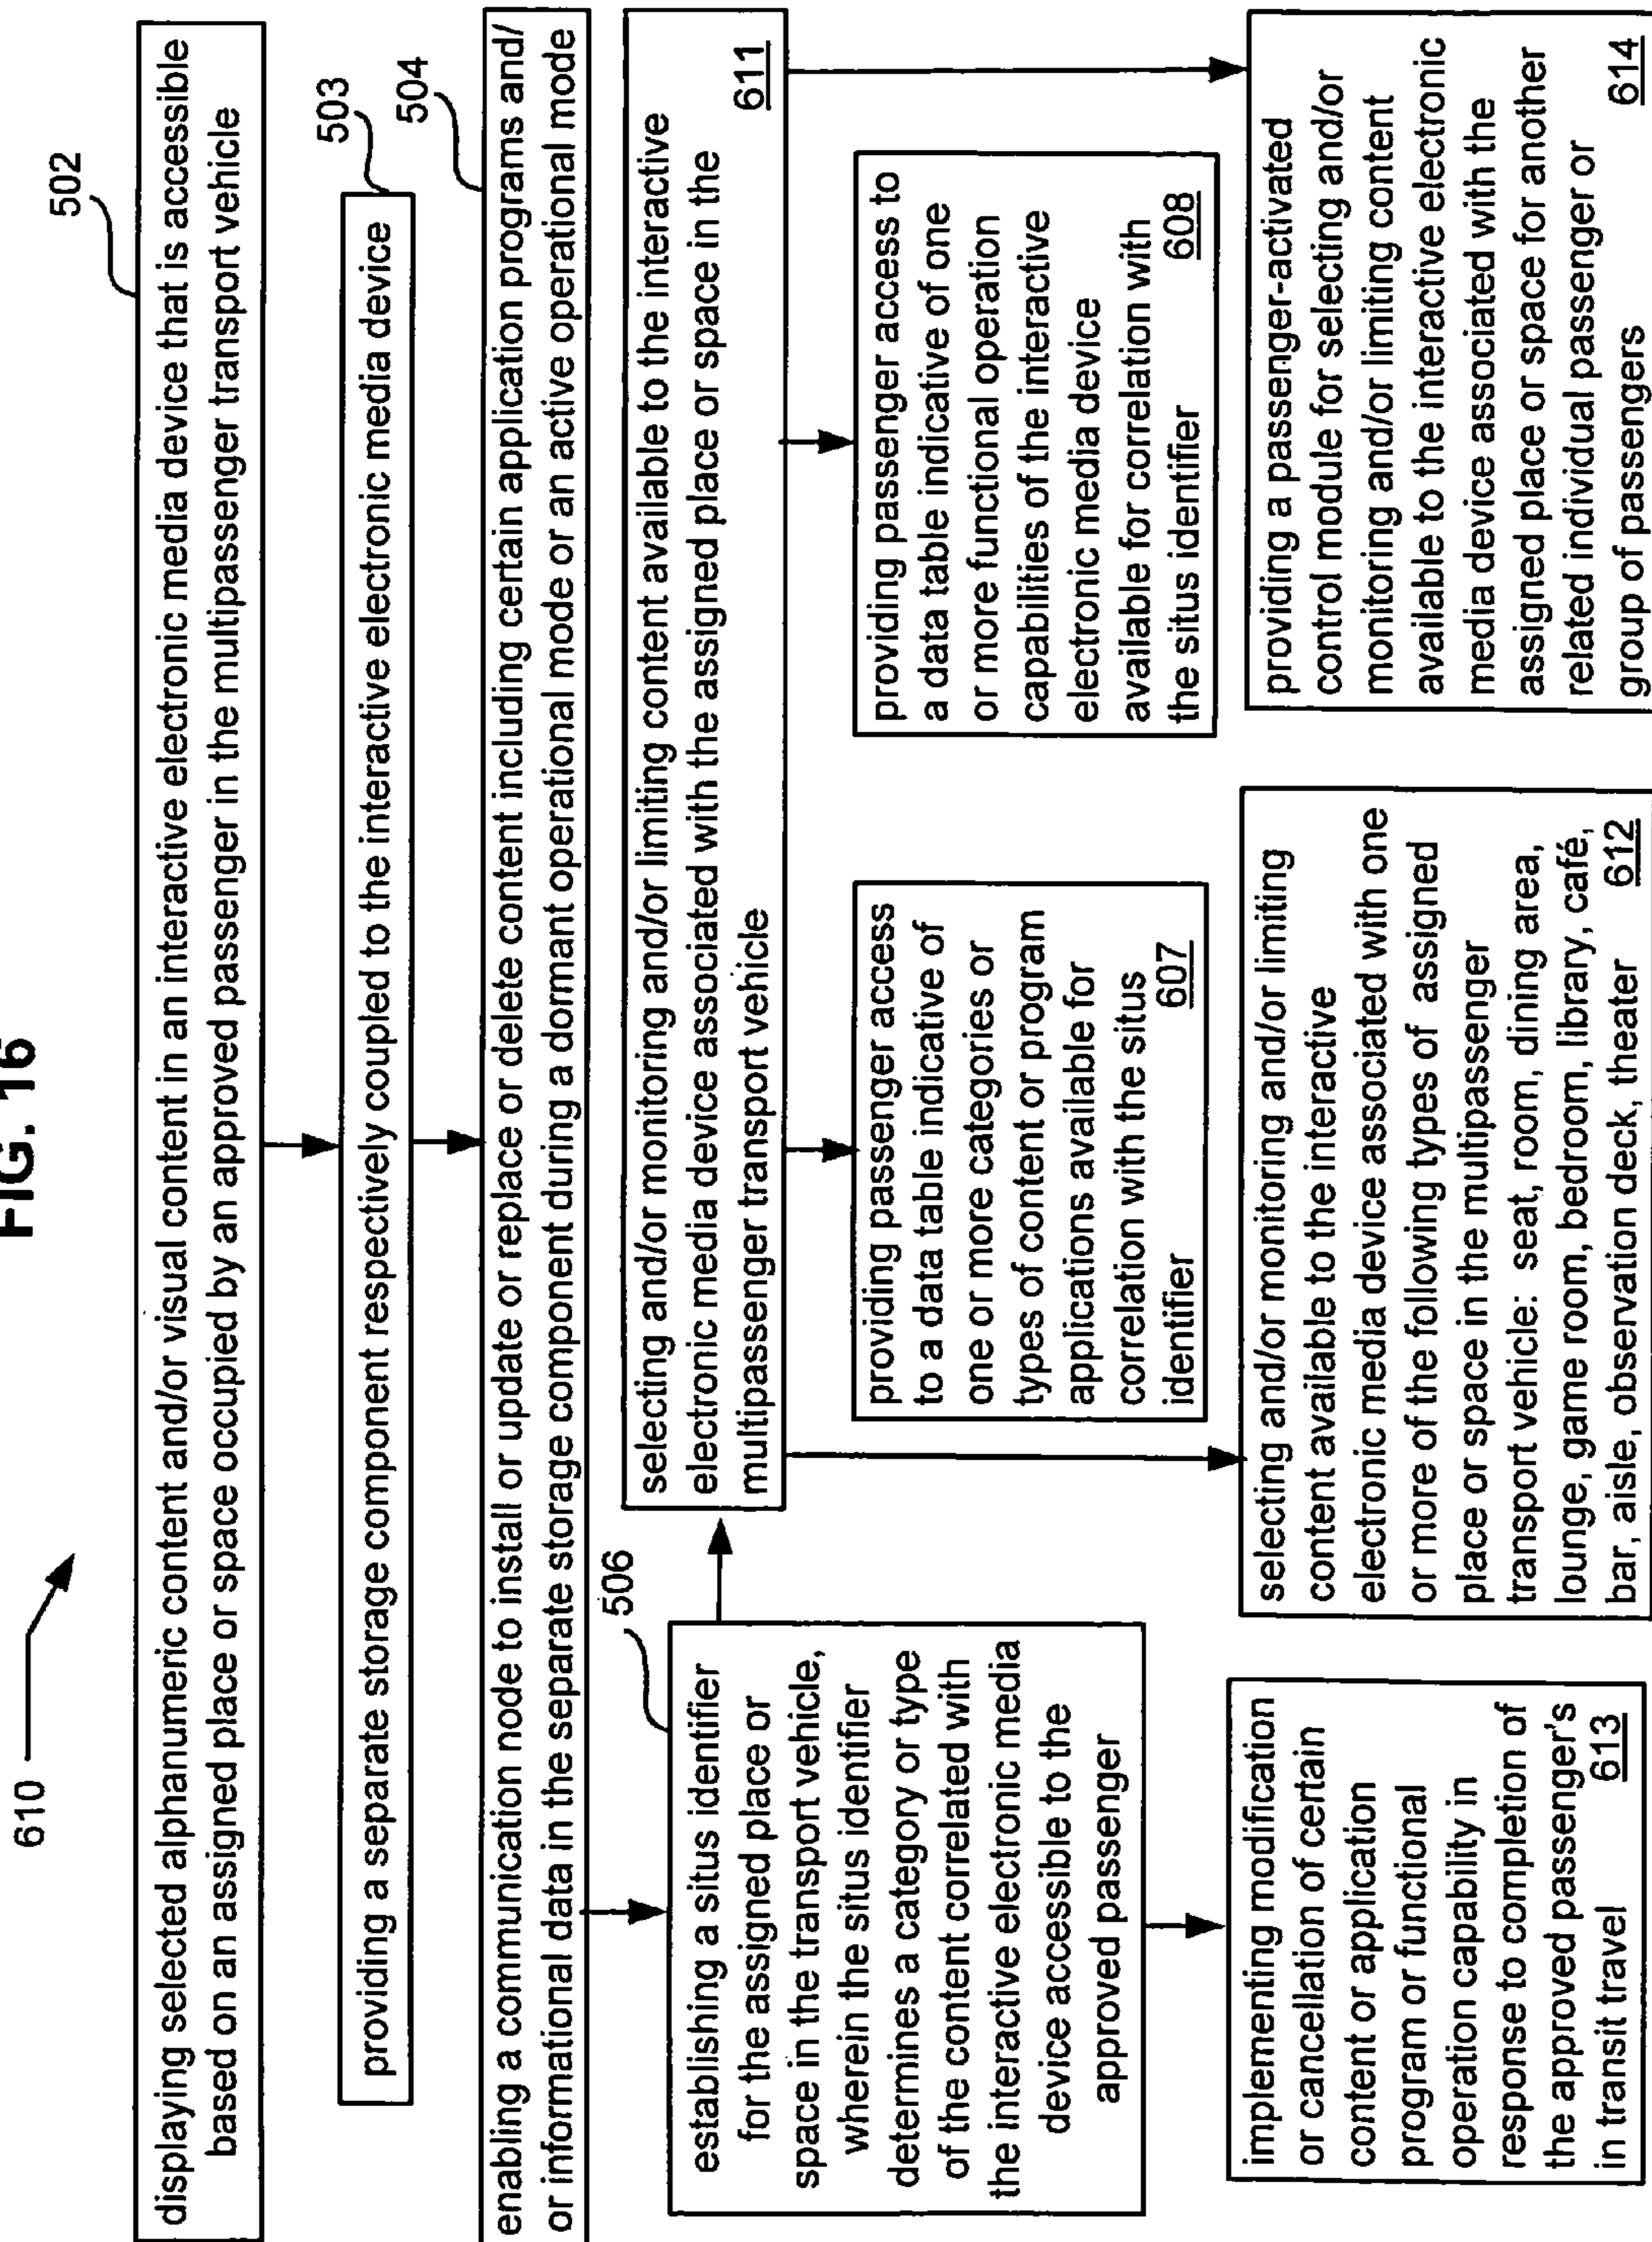 FIG. 16
610
502
displaying selected alphanumeric content and/or visual content in an interactive electronic media device that is accessible
based on an assigned place or space occupied by an approved passenger in the multipassenger transport vehicle
503
providing a separate storage component respectively coupled to the interactive electronic media device
504
enabling a communication node to install or update or replace or delete content including certain application programs and/
or informational data in the separate storage component during a dormant operational mode or an active operational mode
506
establishing a situs identifier
for the assigned place or
space in the transport vehicle,
wherein the situs identifier
determines a category or type
of the content correlated with
the interactive electronic media
device accessible to the
approved passenger
selecting and/or monitoring and/or limiting content available to the interactive
electronic media device associated with the assigned place or space in the
multipassenger transport vehicle
611
providing passenger access
to a data table indicative of
one or more categories or
types of content or program
applications available for
correlation with the situs
identifier 607
providing passenger access to
a data table indicative of one
or more functional operation
capabilities of the interactive
electronic media device
available for correlation with
the situs identifier 608
implementing modification
or cancellation of certain
content or application
program or functional
operation capability in
response to completion of
the approved passenger's
in transit travel 613
selecting and/or monitoring and/or limiting
content available to the interactive
electronic media device associated with one
or more of the following types of assigned
place or space in the multipassenger
transport vehicle: seat, room, dining area,
lounge, game room, bedroom, library, café,
bar, aisle, observation deck, theater 612
providing a passenger-activated
control module for selecting and/or
monitoring and/or limiting content
available to the interactive electronic
media device associated with the
assigned place or space for another
related individual passenger or
group of passengers 614